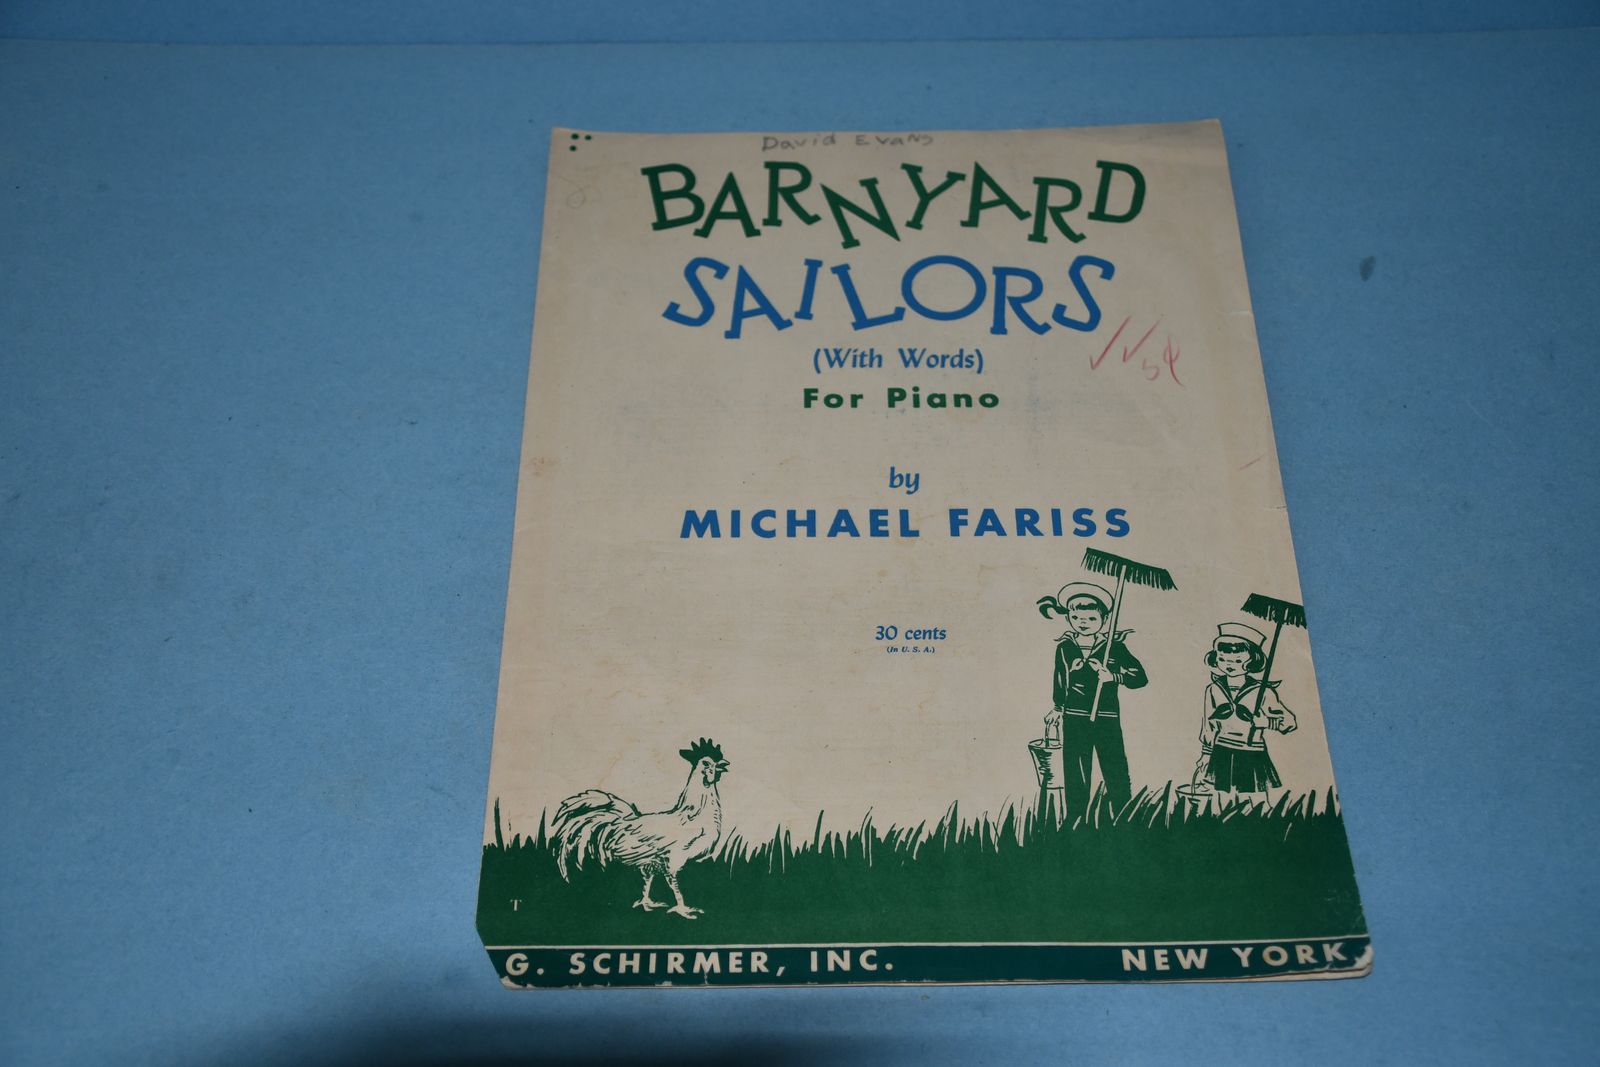 David Evans
BARNYARD
SAILORS
(With Words)
For Piano
by
MICHAEL FARISS
30 cents
(In U. S. A.)
T
G. SCHIRMER, INC. NEW YORK